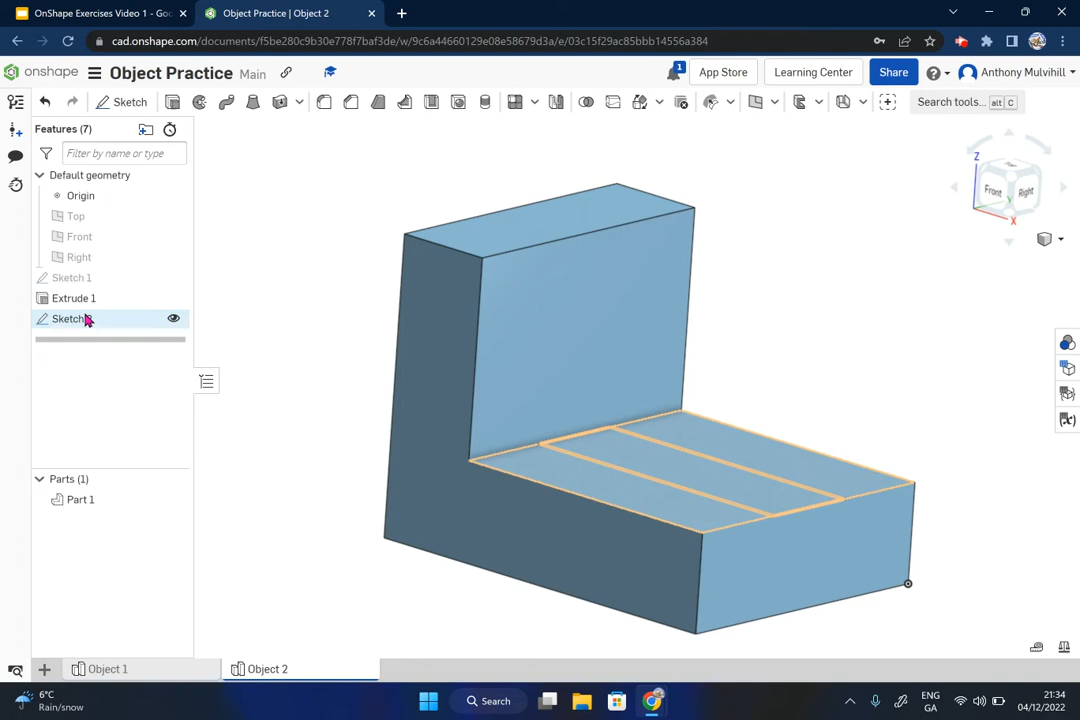 OnShape Exercises Video 1 - Goo
Object Practice | Object 2
cad.onshape.com/documents/f5be280c9b30e778f7baf3de/w/9c6a44660129e08e58679d3a/e/03c15f29ac85bbb14556a384
onshape
Object Practice Main
1
App Store
Learning Center
Share
Anthony Mulvihill
Sketch
Search tools... alt C
Features (7)
Filter by name or type
Default geometry
Origin
Top
Front
Right
Sketch 1
Extrude 1
Sketch
Parts (1)
Part 1
Z
Front
Right
Y
X
(x)
Object 1
Object 2
6°C
Rain/snow
Search
ENG
GA
21:34
04/12/2022